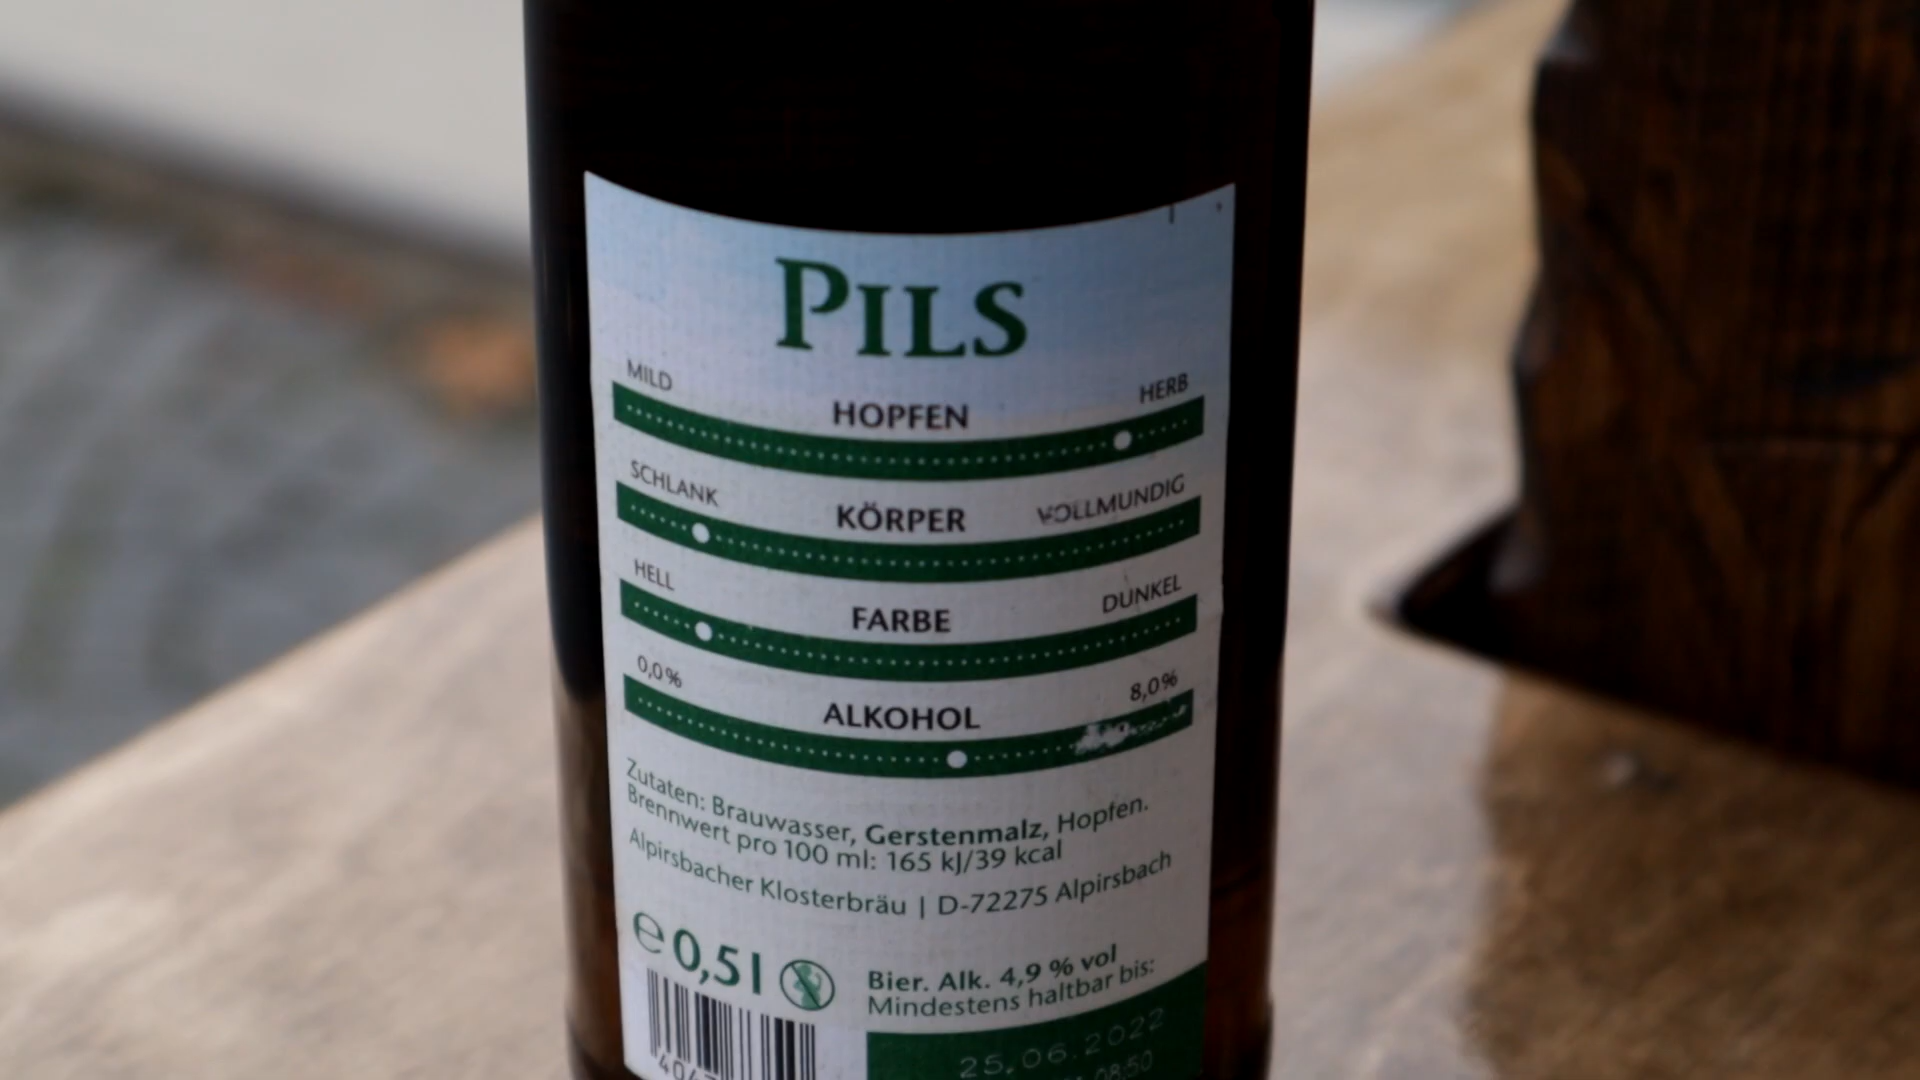 PILS
MILD HOPFEN HERB
SCHLANK KÖRPER VOLLMUNDIG
HELL FARBE DUNKEL
0,0% ALKOHOL 8,0%
Zutaten: Brauwasser, Gerstenmalz, Hopfen.
Brennwert pro 100 ml: 165 kJ/39 kcal
Alpirsbacher Klosterbräu | D-72275 Alpirsbach
e 0,5 l
Bier. Alk. 4,9 % vol
Mindestens haltbar bis:
25.06.2022
08:50